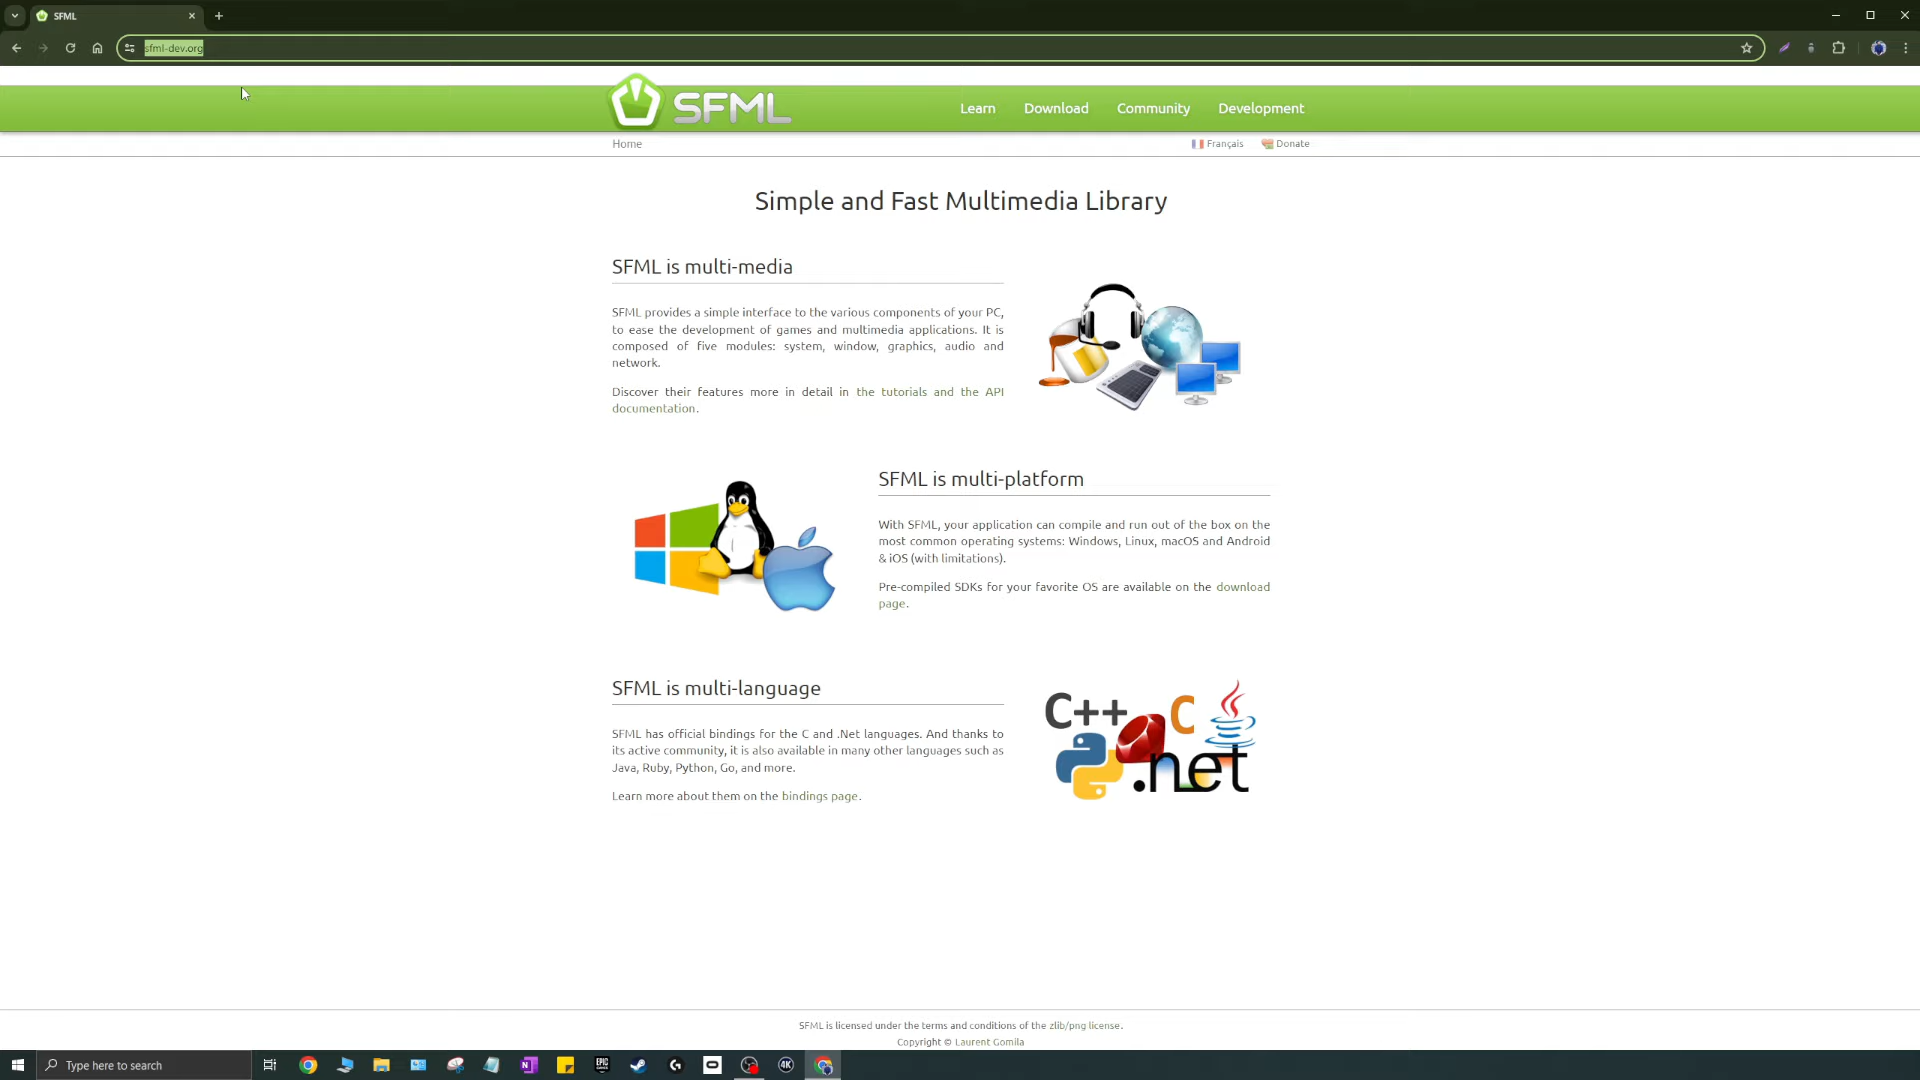 SFML
sfml-dev.org
SFML
Learn
Download
Community
Development
Home
Français
Donate
Simple and Fast Multimedia Library
SFML is multi-media
SFML provides a simple interface to the various components of your PC,
to ease the development of games and multimedia applications. It is
composed of five modules: system, window, graphics, audio and
network.
Discover their features more in detail in the tutorials and the API
documentation.
SFML is multi-platform
With SFML, your application can compile and run out of the box on the
most common operating systems: Windows, Linux, macOS and Android
& iOS (with limitations).
Pre-compiled SDKs for your favorite OS are available on the download
page.
SFML is multi-language
SFML has official bindings for the C and .Net languages. And thanks to
its active community, it is also available in many other languages such as
Java, Ruby, Python, Go, and more.
Learn more about them on the bindings page.
C++
C
.net
SFML is licensed under the terms and conditions of the zlib/png license.
Copyright © Laurent Gomila
Type here to search
N
EPIC
4K